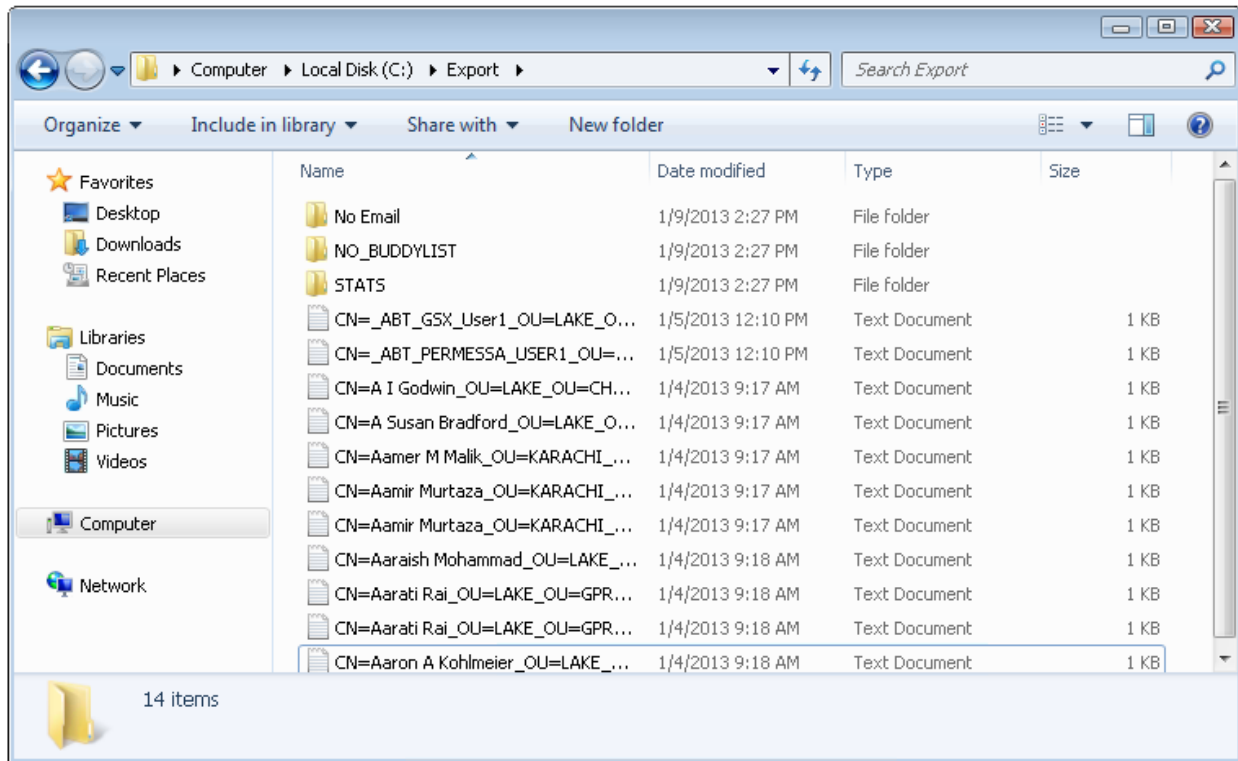 Computer Local Disk (C:) Export Search Export
Organize Include in library Share with New folder
Favorites
Desktop
Downloads
Recent Places
Libraries
Documents
Music
Pictures
Videos
Computer
Network
Name Date modified Type Size
No Email 1/9/2013 2:27 PM File folder
NO_BUDDYLIST 1/9/2013 2:27 PM File folder
STATS 1/9/2013 2:27 PM File folder
CN=_ABT_GSX_User1_OU=LAKE_O... 1/5/2013 12:10 PM Text Document 1 KB
CN=_ABT_PERMESSA_USER1_OU=... 1/5/2013 12:10 PM Text Document 1 KB
CN=A I Godwin_OU=LAKE_OU=CH... 1/4/2013 9:17 AM Text Document 1 KB
CN=A Susan Bradford_OU=LAKE_O... 1/4/2013 9:17 AM Text Document 1 KB
CN=Aamer M Malik_OU=KARACHI_... 1/4/2013 9:17 AM Text Document 1 KB
CN=Aamir Murtaza_OU=KARACHI_... 1/4/2013 9:17 AM Text Document 1 KB
CN=Aamir Murtaza_OU=KARACHI_... 1/4/2013 9:17 AM Text Document 1 KB
CN=Aaraish Mohammad_OU=LAKE_... 1/4/2013 9:18 AM Text Document 1 KB
CN=Aarati Rai_OU=LAKE_OU=GPR... 1/4/2013 9:18 AM Text Document 1 KB
CN=Aarati Rai_OU=LAKE_OU=GPR... 1/4/2013 9:18 AM Text Document 1 KB
CN=Aaron A Kohlmeier_OU=LAKE_... 1/4/2013 9:18 AM Text Document 1 KB
14 items